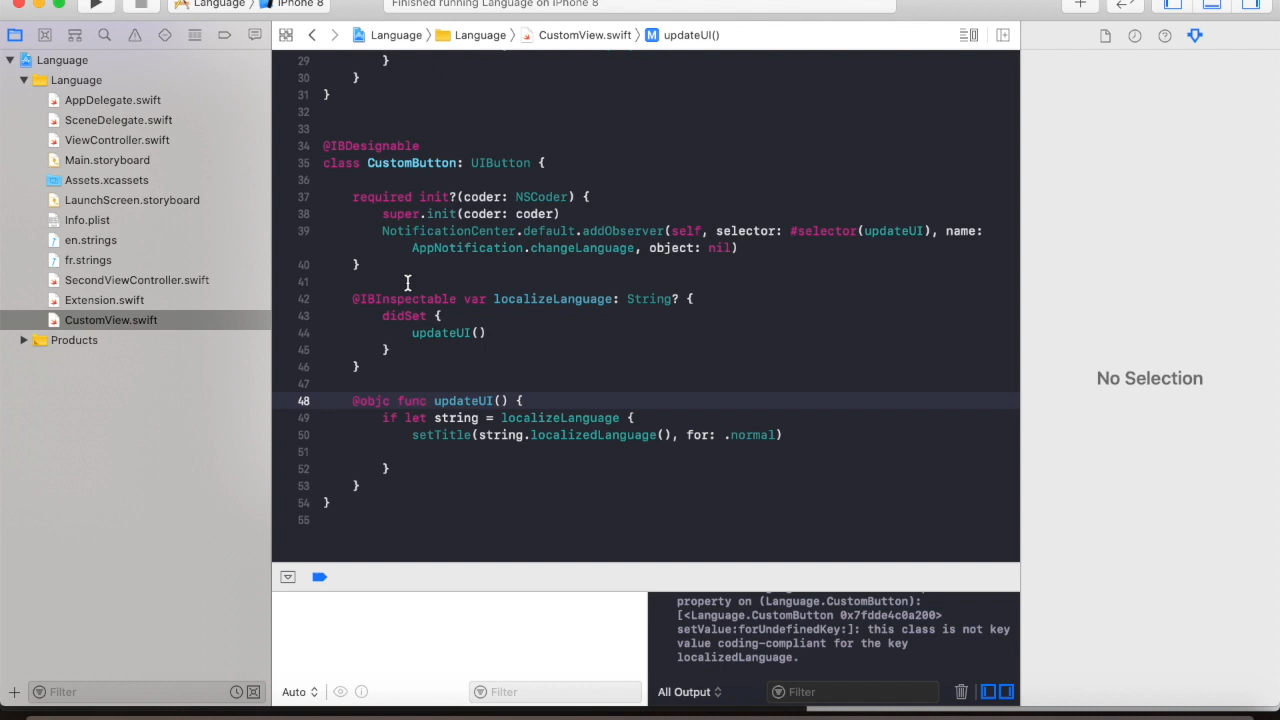 Language
iPhone 8
Finished running Language on iPhone 8
Language
Language
CustomView.swift
M
updateUI()
Language
Language
AppDelegate.swift
SceneDelegate.swift
ViewController.swift
Main.storyboard
Assets.xcassets
LaunchScreen.storyboard
Info.plist
en.strings
fr.strings
SecondViewController.swift
Extension.swift
CustomView.swift
Products
29 }
30 }
31 }
32
33
34 @IBDesignable
35 class CustomButton: UIButton {
36
37 required init?(coder: NSCoder) {
38 super.init(coder: coder)
39 NotificationCenter.default.addObserver(self, selector: #selector(updateUI), name:
AppNotification.changeLanguage, object: nil)
40 }
41
42 @IBInspectable var localizeLanguage: String? {
43 didSet {
44 updateUI()
45 }
46 }
47
48 @objc func updateUI() {
49 if let string = localizeLanguage {
50 setTitle(string.localizedLanguage(), for: .normal)
51
52 }
53 }
54 }
55
No Selection
property on (Language.CustomButton):
[<Language.CustomButton 0x7fdde4c0a200>
setValue:forUndefinedKey:]: this class is not key
value coding-compliant for the key
localizedLanguage.
Filter
Auto
Filter
All Output
Filter